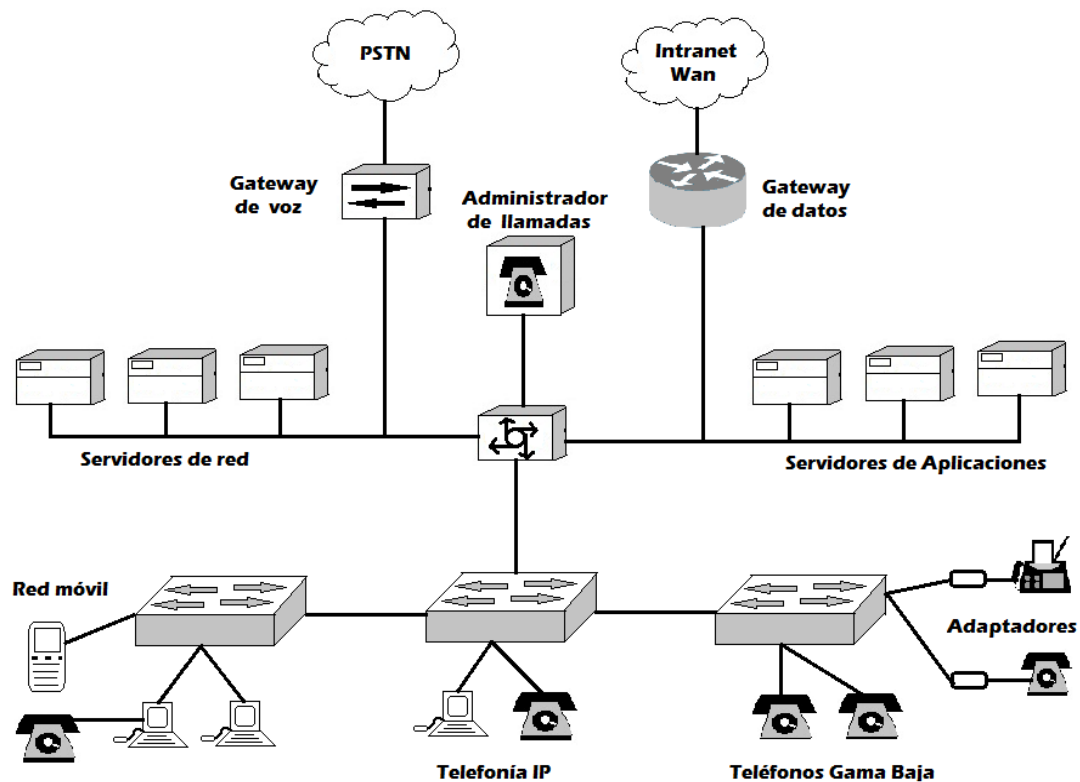 PSTN
Intranet
Wan
Gateway
de voz
Administrador
de llamadas
Gateway
de datos
Servidores de red
Servidores de Aplicaciones
Red móvil
Adaptadores
Telefonía IP
Teléfonos Gama Baja